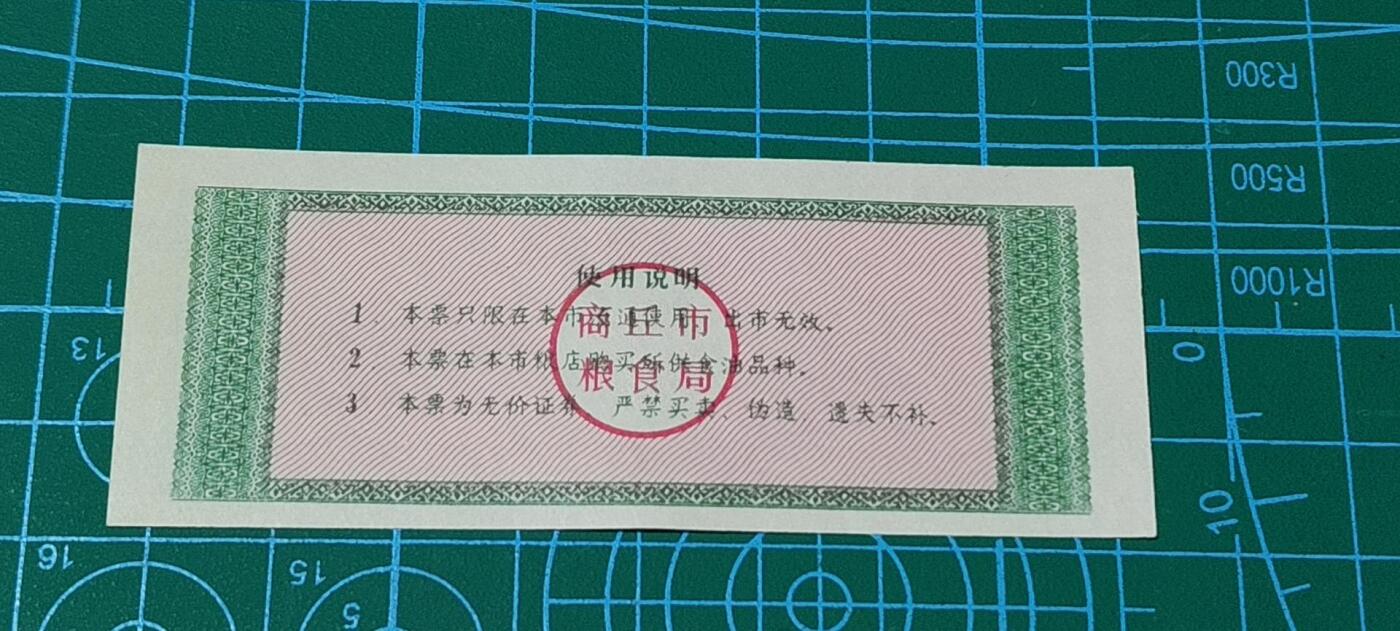 使用说明
1 本票只限在本市流通使用，出市无效。
2 本票在本市粮店购买所供食油品种。
3 本票为无价证券、严禁买卖、伪造，遗失不补。
商丘市
粮食局
R300
R500
R1000
0
10
13
16
15
5